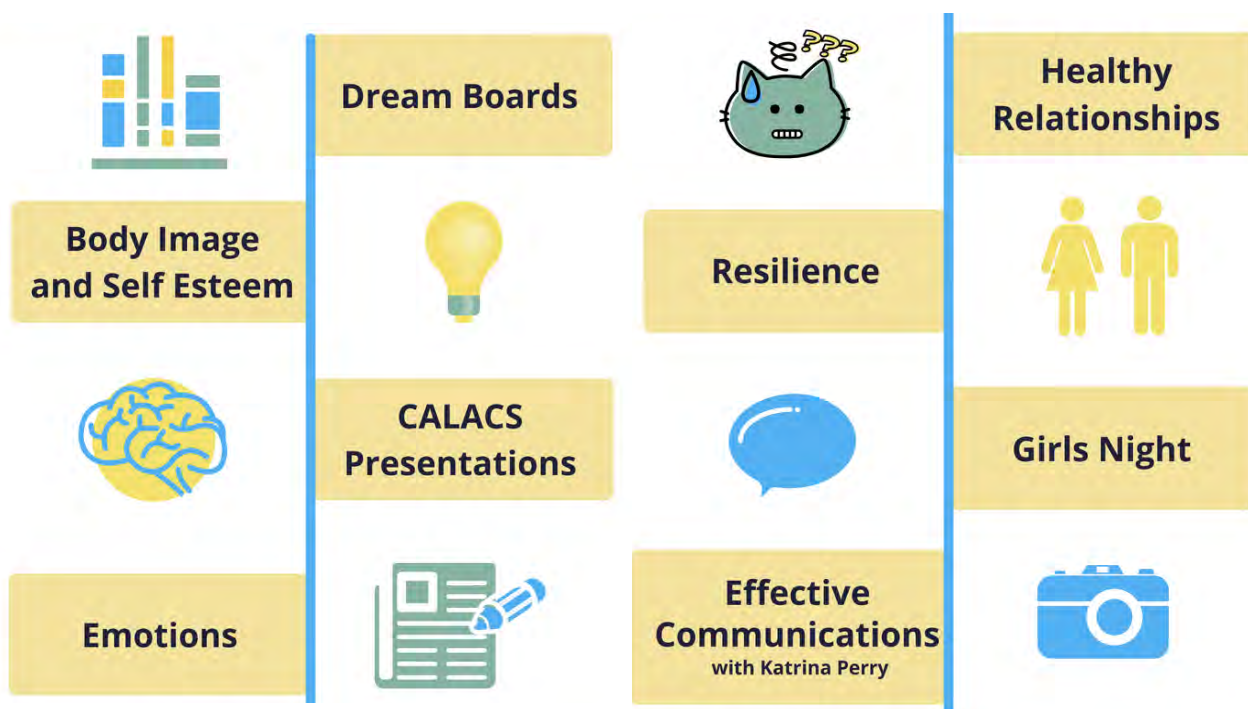 Dream Boards
Body Image
and Self Esteem
CALACS
Presentations
Emotions
???
Healthy
Relationships
Resilience
Girls Night
Effective
Communications
with Katrina Perry